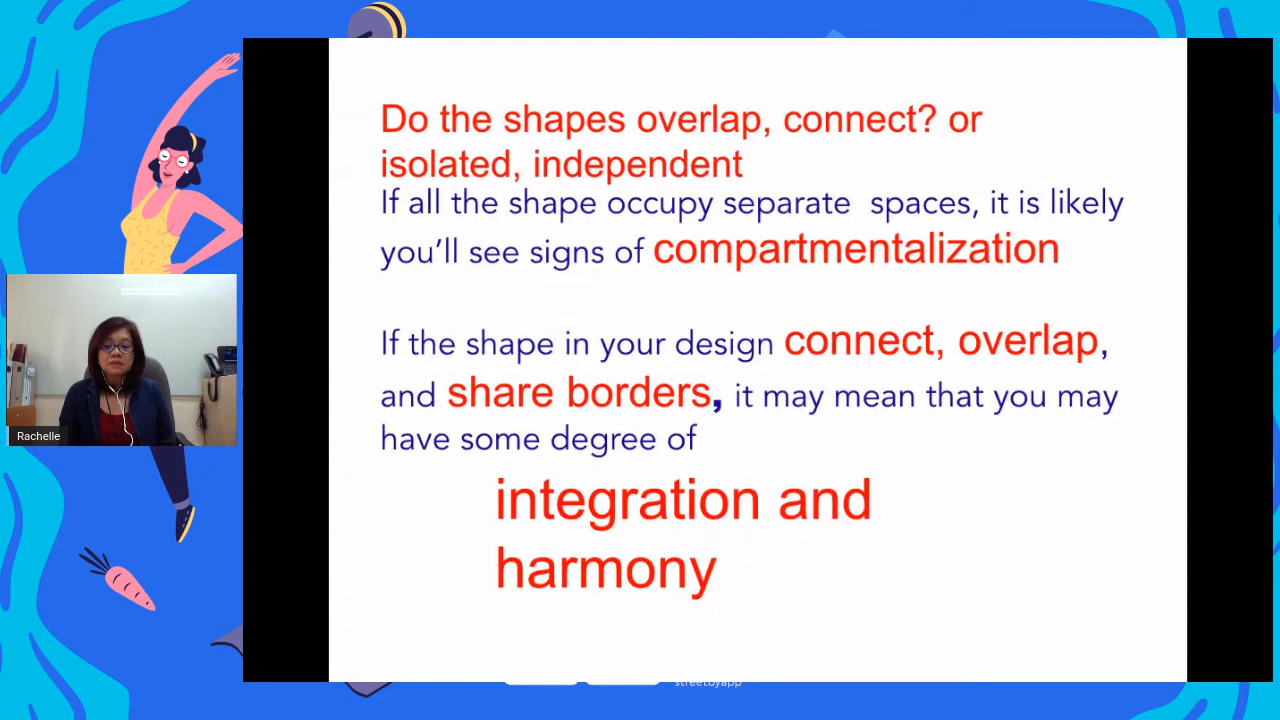 Do the shapes overlap, connect? or
isolated, independent
If all the shape occupy separate spaces, it is likely
you'll see signs of compartmentalization
If the shape in your design connect, overlap,
and share borders, it may mean that you may
have some degree of
integration and
harmony
Rachelle
streetbyapp